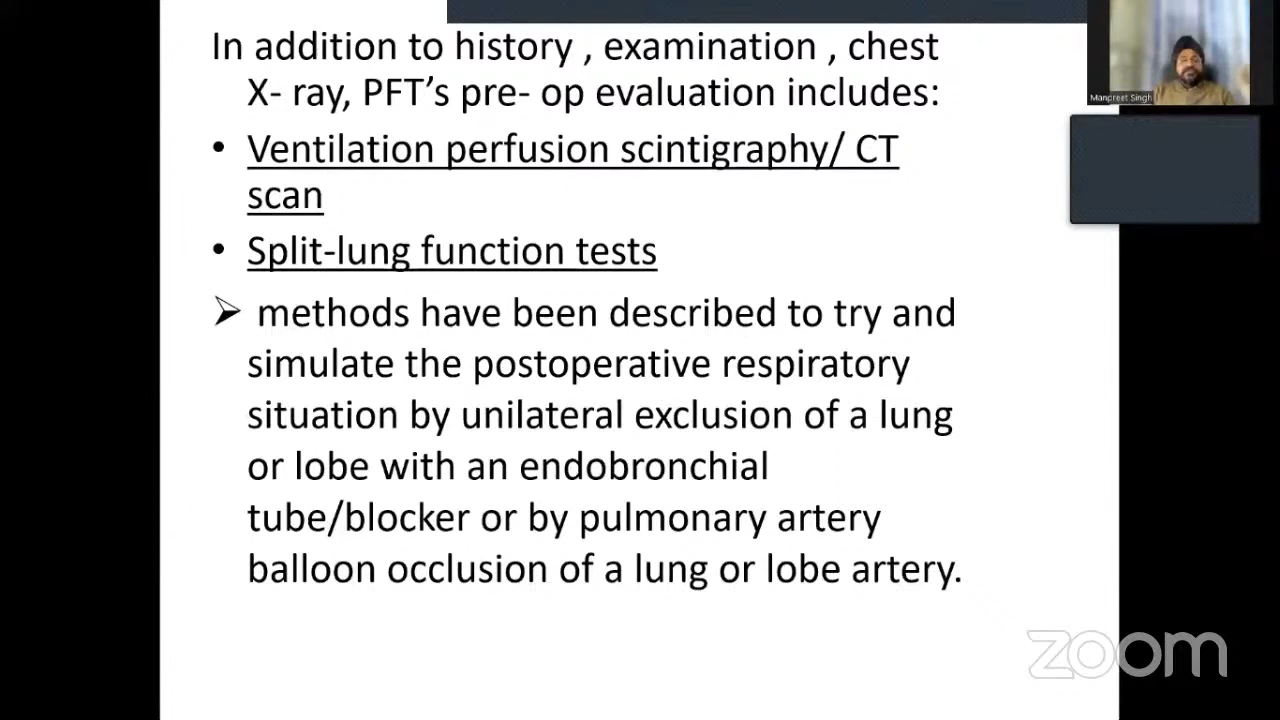 In addition to history , examination , chest
X- ray, PFT’s pre- op evaluation includes:
• Ventilation perfusion scintigraphy/ CT
scan
• Split-lung function tests
➢ methods have been described to try and
simulate the postoperative respiratory
situation by unilateral exclusion of a lung
or lobe with an endobronchial
tube/blocker or by pulmonary artery
balloon occlusion of a lung or lobe artery.
Manpreet Singh
zoom